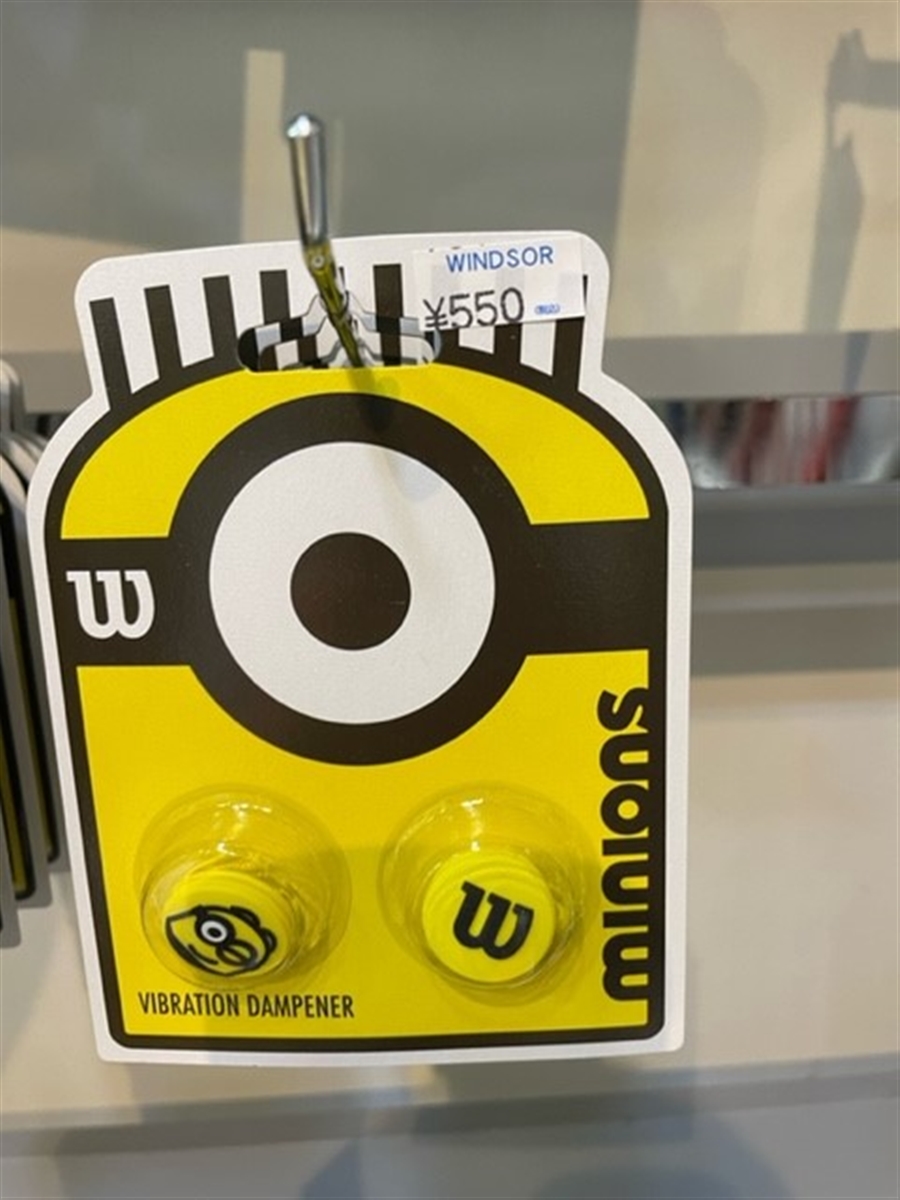 WINDSOR
¥550
W
minions
W
VIBRATION DAMPENER